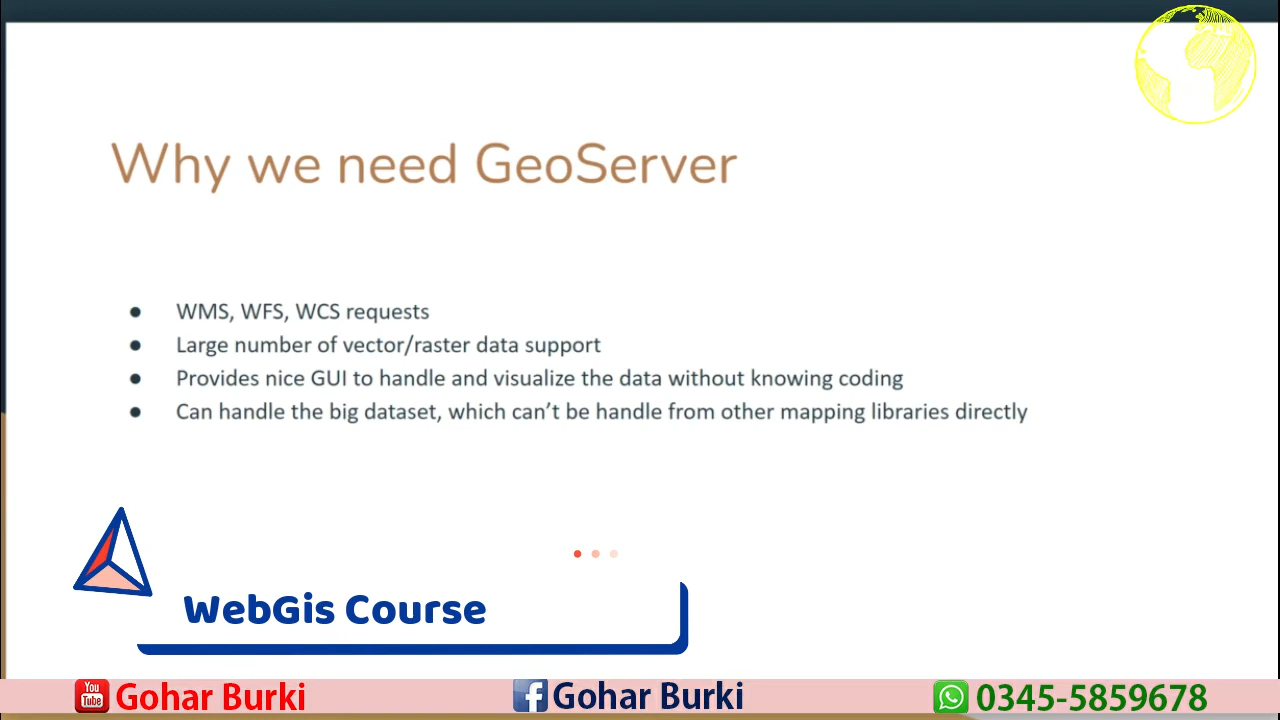 Why we need GeoServer
● WMS, WFS, WCS requests
● Large number of vector/raster data support
● Provides nice GUI to handle and visualize the data without knowing coding
● Can handle the big dataset, which can’t be handle from other mapping libraries directly
WebGis Course
You Tube Gohar Burki
Gohar Burki
0345-5859678